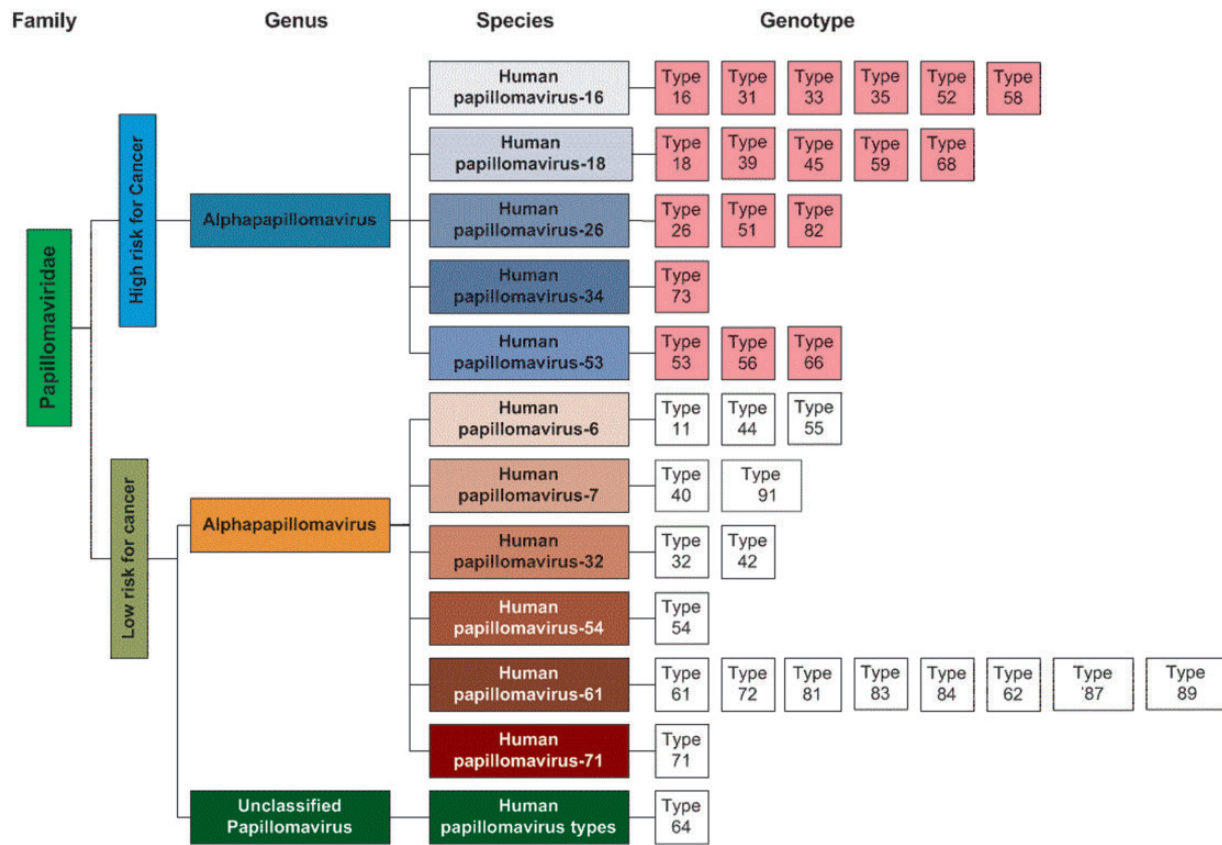 Family Genus Species Genotype
Papillomaviridae
High risk for Cancer
Alphapapillomavirus
Human
papillomavirus-16
Type
16
Type
31
Type
33
Type
35
Type
52
Type
58
Human
papillomavirus-18
Type
18
Type
39
Type
45
Type
59
Type
68
Human
papillomavirus-26
Type
26
Type
51
Type
82
Human
papillomavirus-34
Type
73
Human
papillomavirus-53
Type
53
Type
56
Type
66
Low risk for cancer
Alphapapillomavirus
Human
papillomavirus-6
Type
11
Type
44
Type
55
Human
papillomavirus-7
Type
40
Type
91
Human
papillomavirus-32
Type
32
Type
42
Human
papillomavirus-54
Type
54
Human
papillomavirus-61
Type
61
Type
72
Type
81
Type
83
Type
84
Type
62
Type
'87
Type
89
Human
papillomavirus-71
Type
71
Unclassified
Papillomavirus
Human
papillomavirus types
Type
64